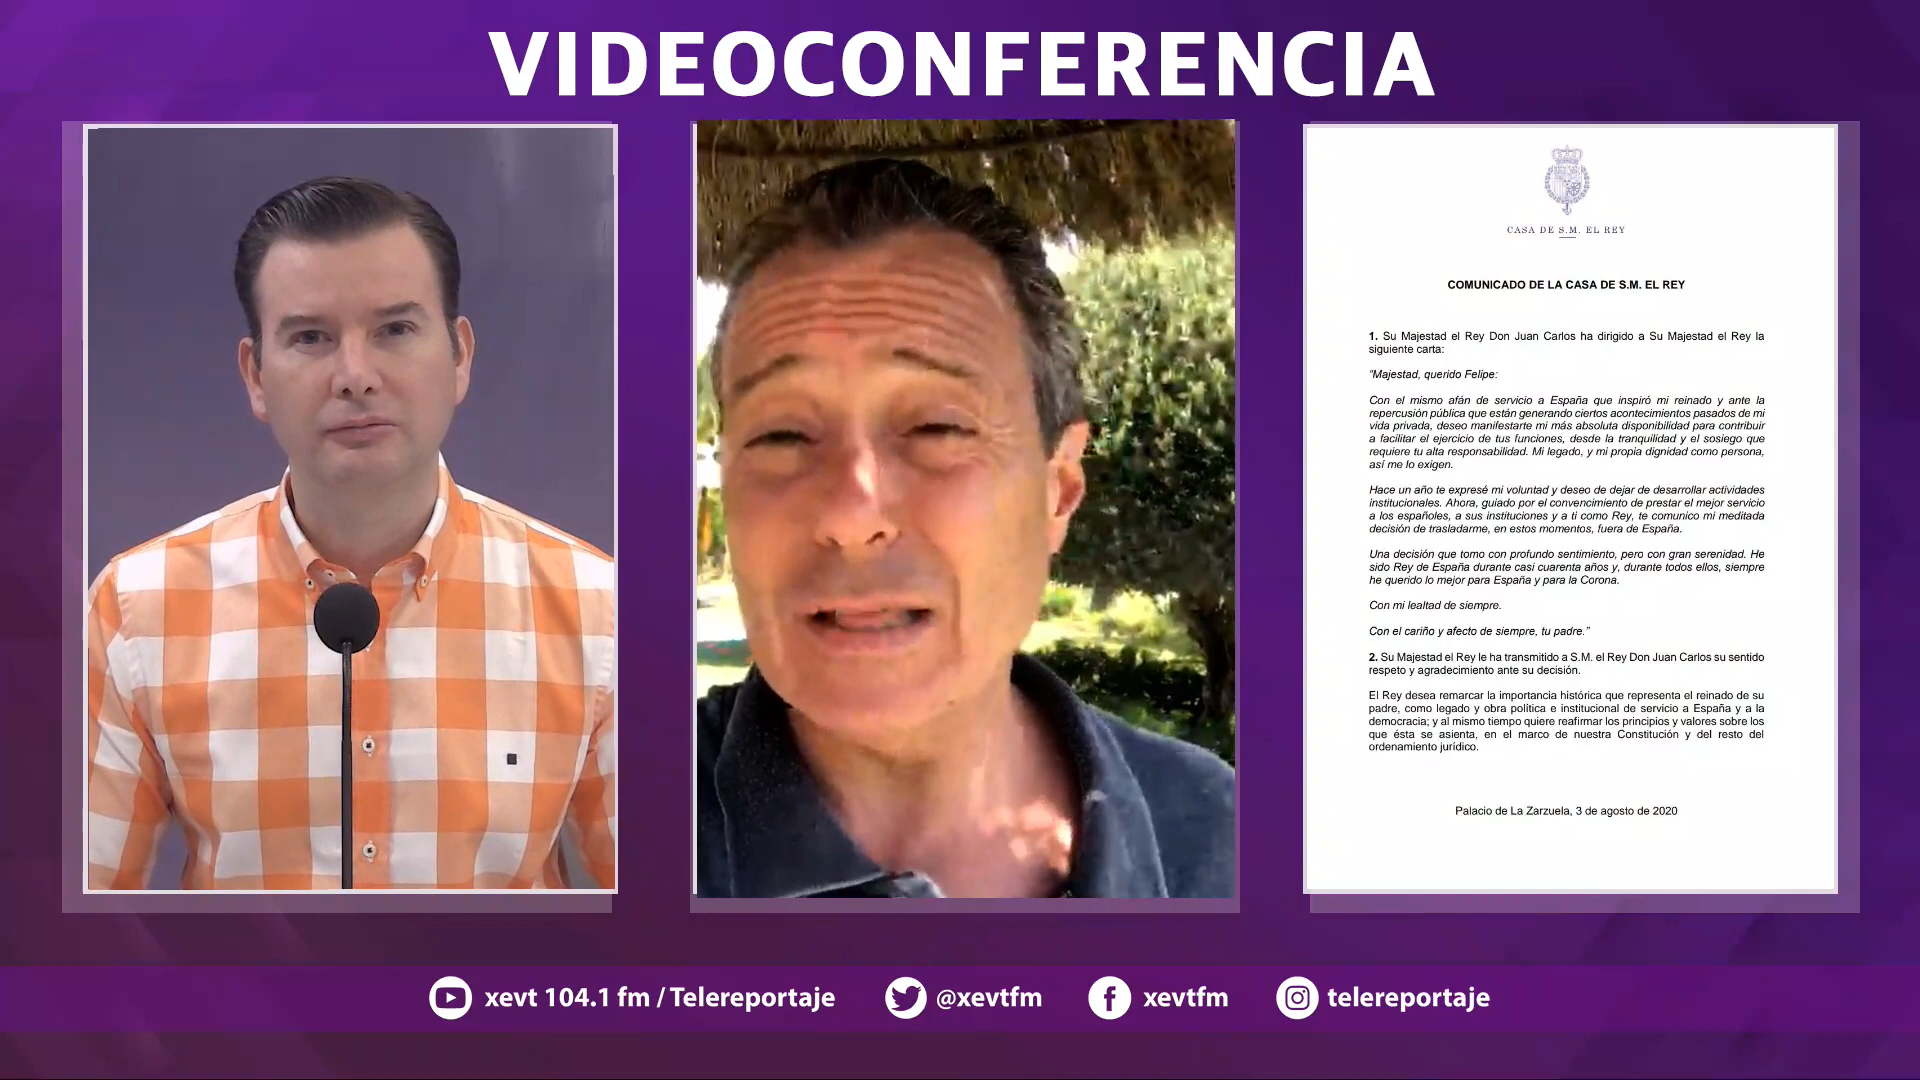 VIDEOCONFERENCIA
CASA DE S.M. EL REY
COMUNICADO DE LA CASA DE S.M. EL REY
1. Su Majestad el Rey Don Juan Carlos ha dirigido a Su Majestad el Rey la
siguiente carta:
“Majestad, querido Felipe:
Con el mismo afán de servicio a España que inspiró mi reinado y ante la
repercusión pública que están generando ciertos acontecimientos pasados de mi
vida privada, deseo manifestarte mi más absoluta disponibilidad para contribuir
a facilitar el ejercicio de tus funciones, desde la tranquilidad y el sosiego que
requiere tu alta responsabilidad. Mi legado, y mi propia dignidad como persona,
así me lo exigen.
Hace un año te expresé mi voluntad y deseo de dejar de desarrollar actividades
institucionales. Ahora, guiado por el convencimiento de prestar el mejor servicio
a los españoles, a sus instituciones y a ti como Rey, te comunico mi meditada
decisión de trasladarme, en estos momentos, fuera de España.
Una decisión que tomo con profundo sentimiento, pero con gran serenidad. He
sido Rey de España durante casi cuarenta años y, durante todos ellos, siempre
he querido lo mejor para España y para la Corona.
Con mi lealtad de siempre.
Con el cariño y afecto de siempre, tu padre.”
2. Su Majestad el Rey le ha transmitido a S.M. el Rey Don Juan Carlos su sentido
respeto y agradecimiento ante su decisión.
El Rey desea remarcar la importancia histórica que representa el reinado de su
padre, como legado y obra política e institucional de servicio a España y a la
democracia; y al mismo tiempo quiere reafirmar los principios y valores sobre los
que ésta se asienta, en el marco de nuestra Constitución y del resto del
ordenamiento jurídico.
Palacio de La Zarzuela, 3 de agosto de 2020
xevt 104.1 fm / Telereportaje @xevtfm xevtfm telereportaje